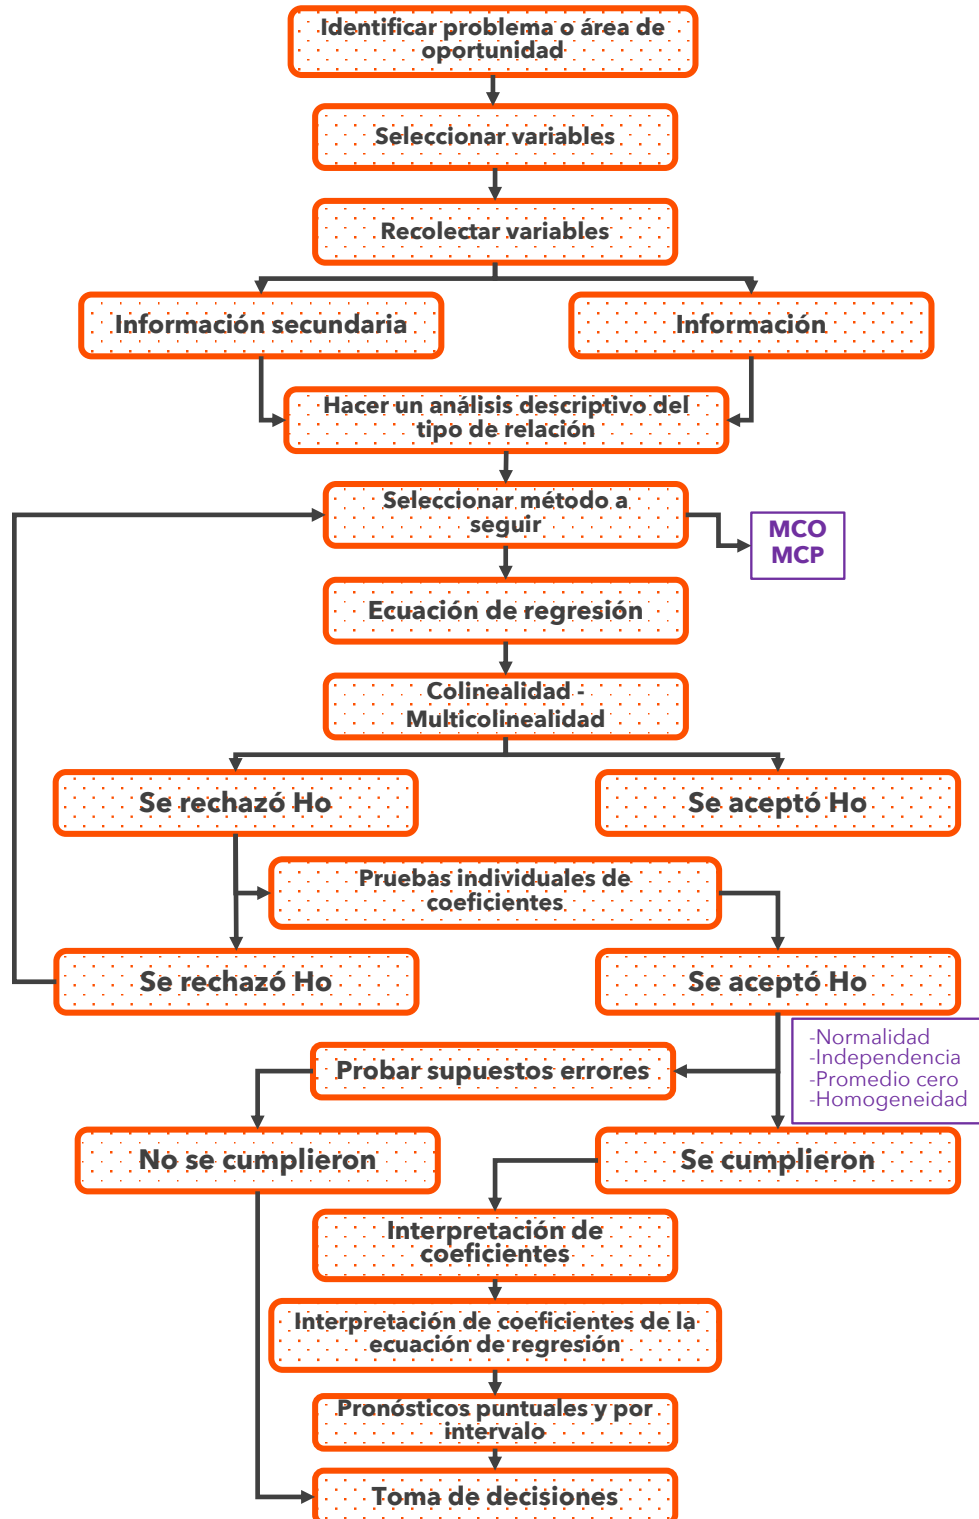 Identificar problema o área de
oportunidad
Seleccionar variables
Recolectar variables
Información secundaria
Información
Hacer un análisis descriptivo del
tipo de relación
Seleccionar método a
seguir
MCO
MCP
Ecuación de regresión
Colinealidad -
Multicolinealidad
Se rechazó Ho
Se aceptó Ho
Pruebas individuales de
coeficientes
Se rechazó Ho
Se aceptó Ho
-Normalidad
-Independencia
-Promedio cero
-Homogeneidad
Probar supuestos errores
No se cumplieron
Se cumplieron
Interpretación de
coeficientes
Interpretación de coeficientes de la
ecuación de regresión
Pronósticos puntuales y por
intervalo
Toma de decisiones